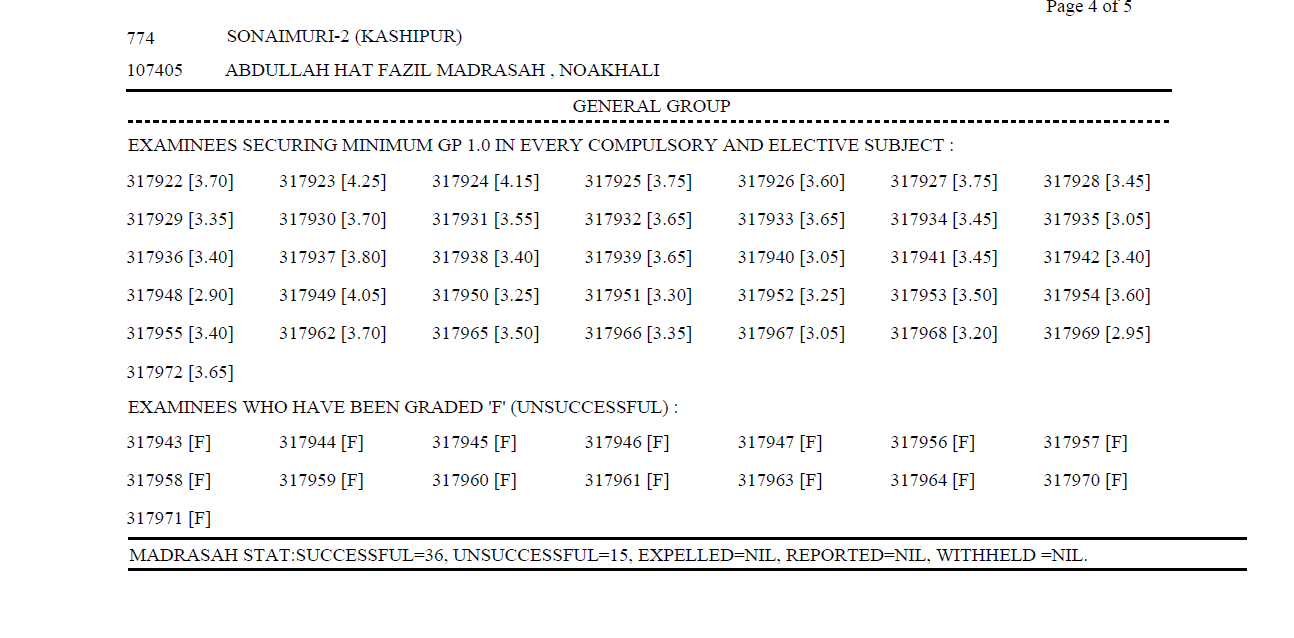 Page 4 of 5
774 SONAIMURI-2 (KASHIPUR)
107405 ABDULLAH HAT FAZIL MADRASAH , NOAKHALI
GENERAL GROUP
EXAMINEES SECURING MINIMUM GP 1.0 IN EVERY COMPULSORY AND ELECTIVE SUBJECT :
317922 [3.70] 317923 [4.25] 317924 [4.15] 317925 [3.75] 317926 [3.60] 317927 [3.75] 317928 [3.45]
317929 [3.35] 317930 [3.70] 317931 [3.55] 317932 [3.65] 317933 [3.65] 317934 [3.45] 317935 [3.05]
317936 [3.40] 317937 [3.80] 317938 [3.40] 317939 [3.65] 317940 [3.05] 317941 [3.45] 317942 [3.40]
317948 [2.90] 317949 [4.05] 317950 [3.25] 317951 [3.30] 317952 [3.25] 317953 [3.50] 317954 [3.60]
317955 [3.40] 317962 [3.70] 317965 [3.50] 317966 [3.35] 317967 [3.05] 317968 [3.20] 317969 [2.95]
317972 [3.65]
EXAMINEES WHO HAVE BEEN GRADED 'F' (UNSUCCESSFUL) :
317943 [F] 317944 [F] 317945 [F] 317946 [F] 317947 [F] 317956 [F] 317957 [F]
317958 [F] 317959 [F] 317960 [F] 317961 [F] 317963 [F] 317964 [F] 317970 [F]
317971 [F]
MADRASAH STAT:SUCCESSFUL=36, UNSUCCESSFUL=15, EXPELLED=NIL, REPORTED=NIL, WITHHELD =NIL.